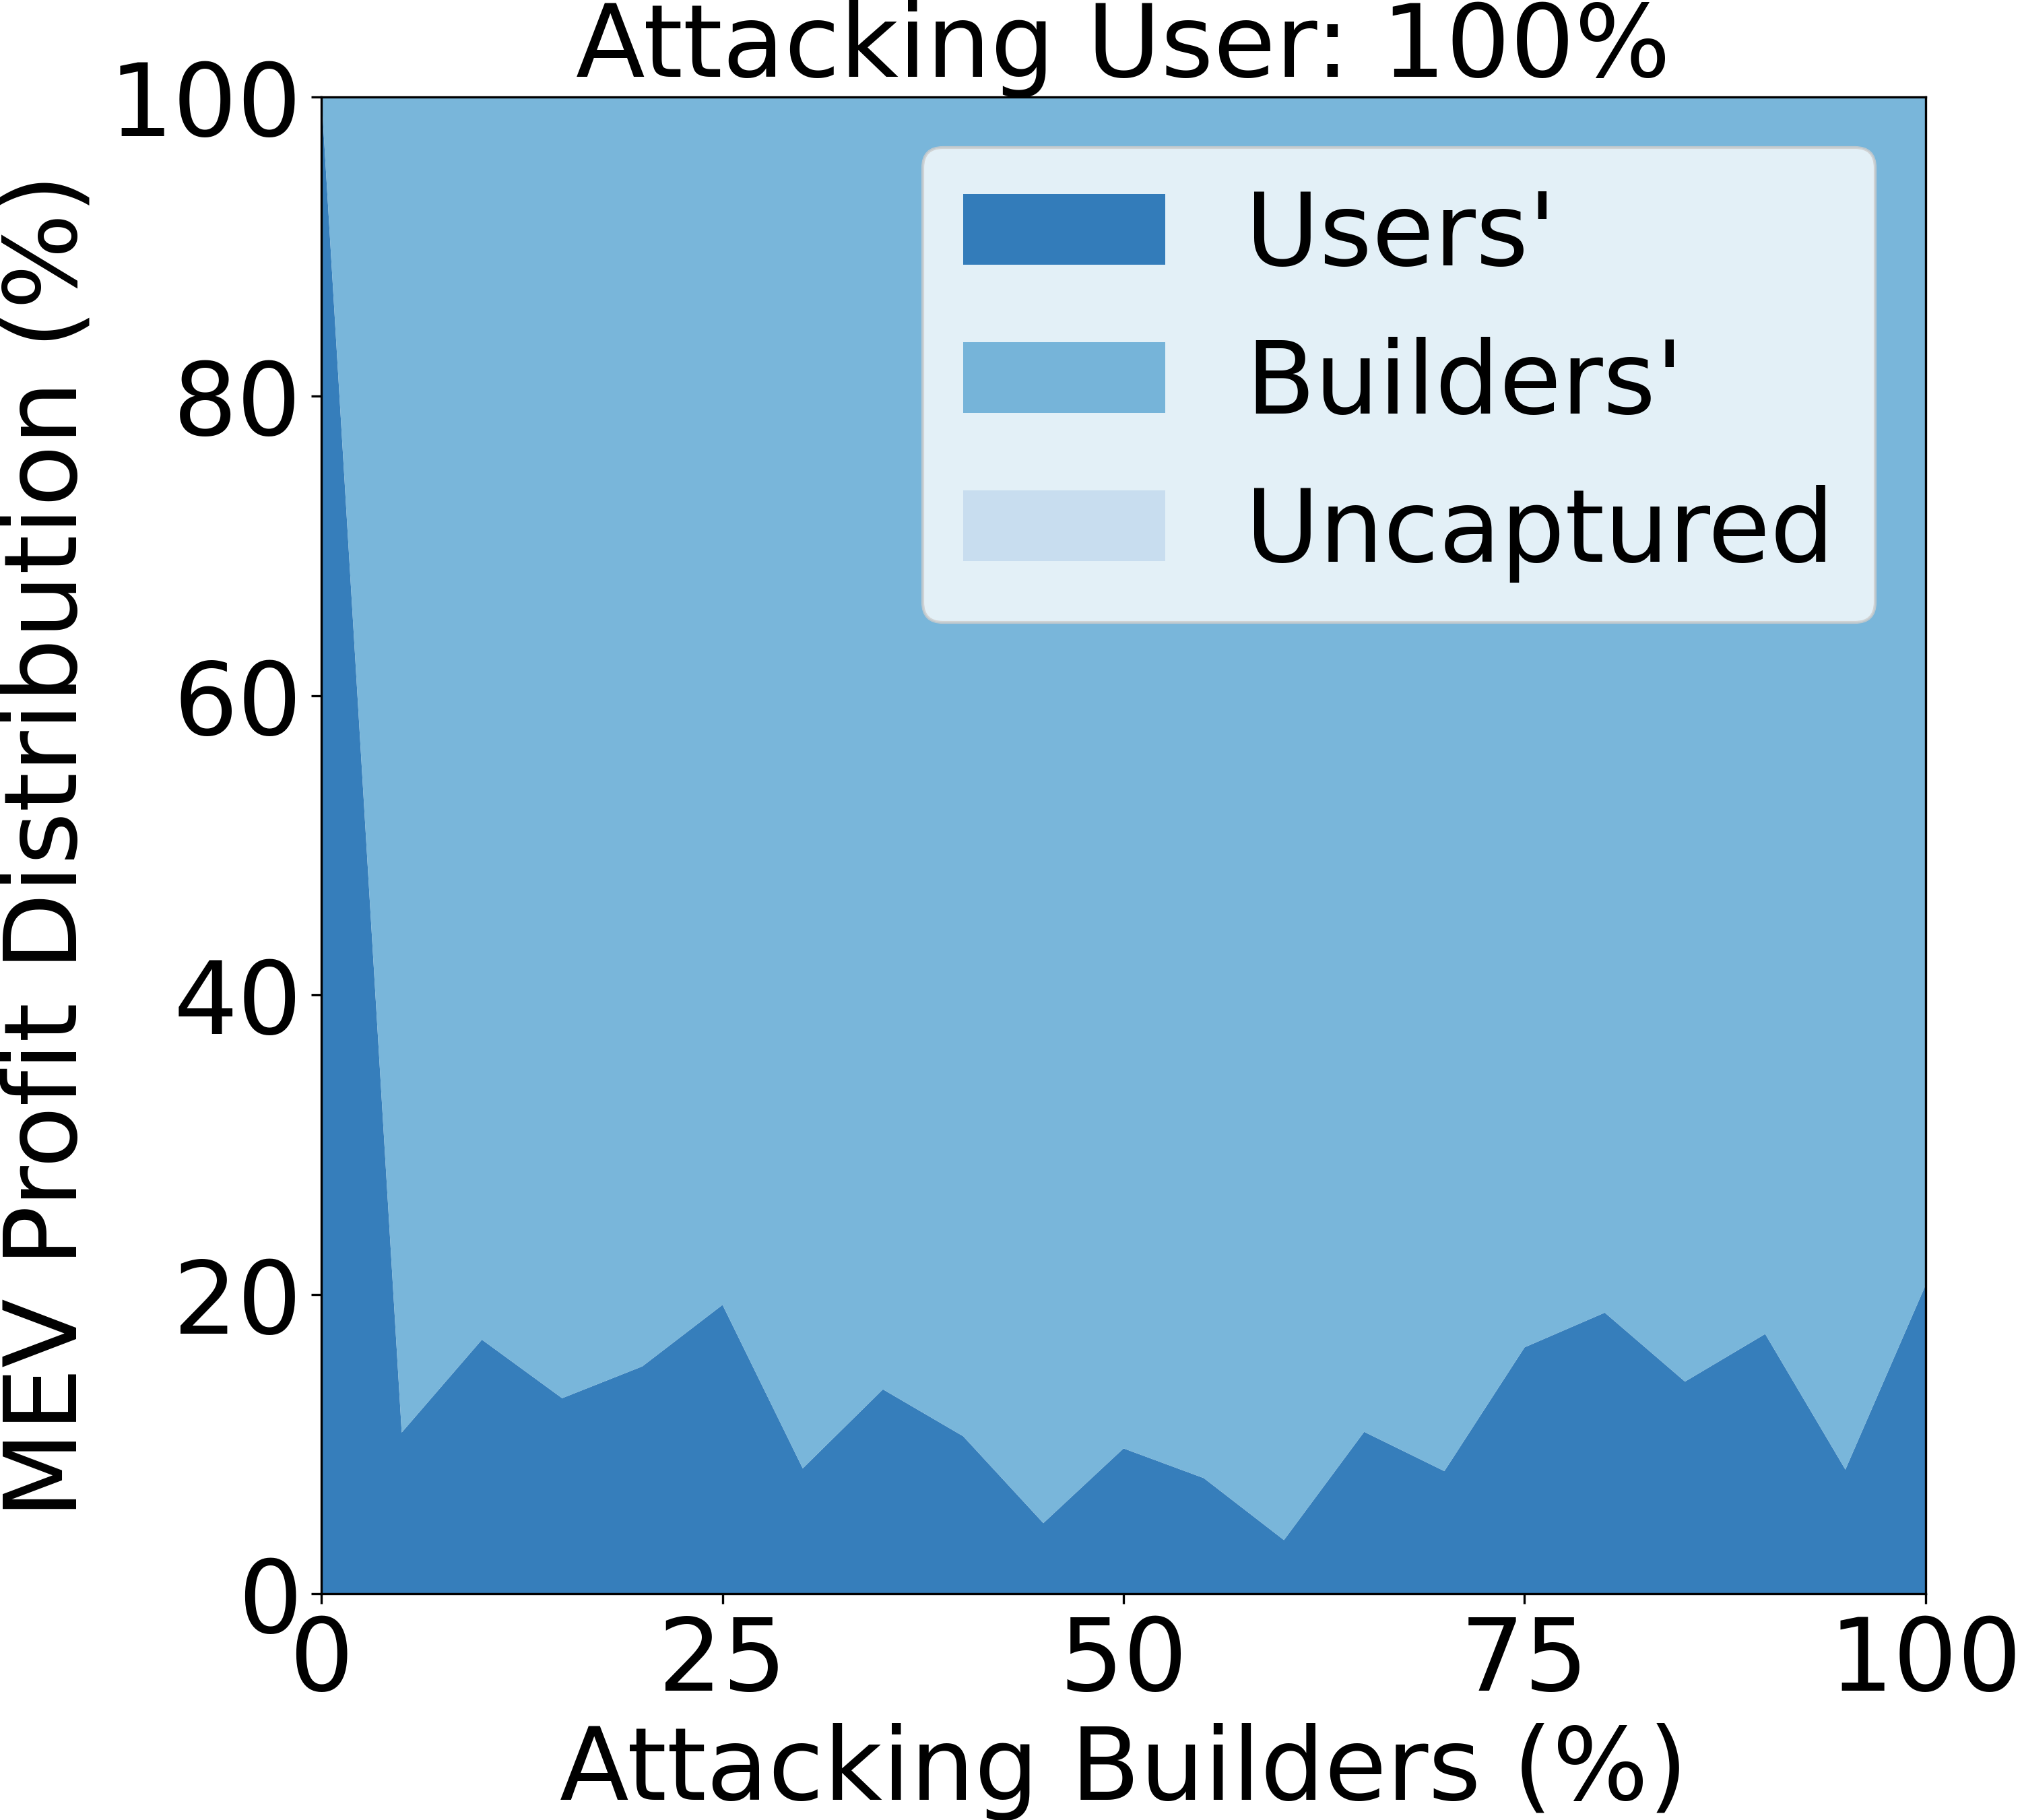 Attacking User: 100%
MEV Profit Distribution (%)
100
80
60
40
20
0
Users'
Builders'
Uncaptured
0 25 50 75 100
Attacking Builders (%)